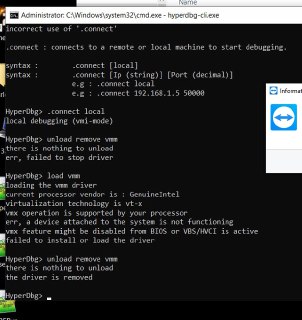 Name
Administrator: C:\Windows\system32\cmd.exe - hyperdbg-cli.exe
incorrect use of '.connect'
.connect : connects to a remote or local machine to start debugging.
syntax : .connect [local]
syntax : .connect [Ip (string)] [Port (decimal)]
e.g : .connect local
e.g : .connect 192.168.1.5 50000
HyperDbg> .connect local
local debugging (vmi-mode)
HyperDbg> unload remove vmm
there is nothing to unload
err, failed to stop driver
HyperDbg> load vmm
loading the vmm driver
current processor vendor is : GenuineIntel
virtualization technology is vt-x
vmx operation is supported by your processor
err, a device attached to the system is not functioning
vmx feature might be disabled from BIOS or VBS/HVCI is active
failed to install or load the driver
HyperDbg> unload remove vmm
there is nothing to unload
the driver is removed
HyperDbg>
Informat